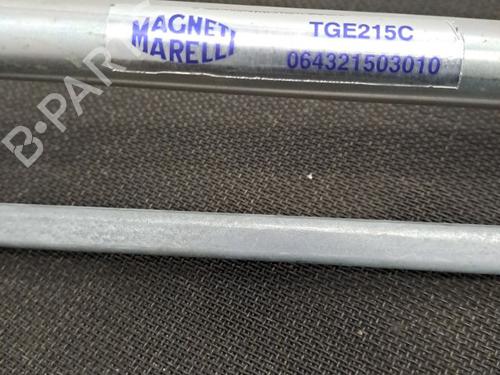 MAGNETI
MARELLI
TGE215C
064321503010
B-PARTS